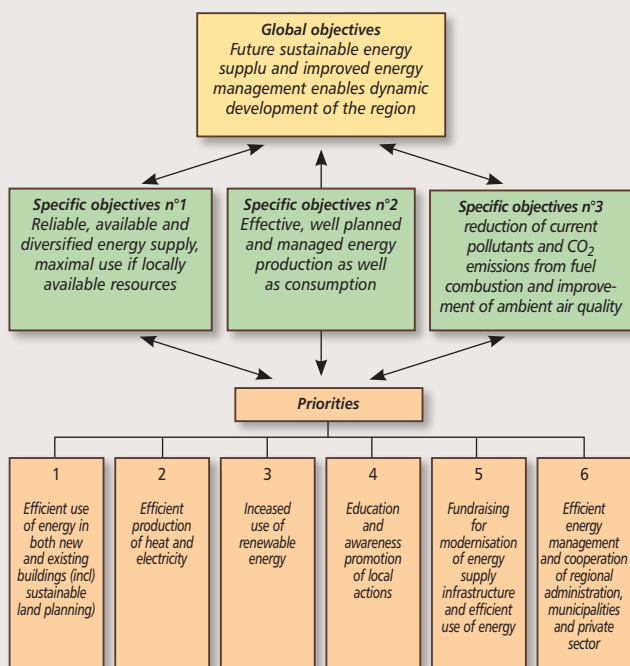 Global objectives
Future sustainable energy
supplu and improved energy
management enables dynamic
development of the region
Specific objectives n°1
Reliable, available and
diversified energy supply,
maximal use if locally
available resources
Specific objectives n°2
Effective, well planned
and managed energy
production as well
as consumption
Specific objectives n°3
reduction of current
pollutants and CO2
emissions from fuel
combustion and improve-
ment of ambient air quality
Priorities
1
Efficient use
of energy in
both new
and existing
buildings (incl)
sustainable
land planning)
2
Efficient
production
of heat and
electricity
3
Inceased
use of
renewable
energy
4
Education
and
awareness
promotion
of local
actions
5
Fundraising
for
modernisation
of energy
supply
infrastructure
and efficient
use of energy
6
Efficient
energy
management
and cooperation
of regional
administration,
municipalities
and private
sector